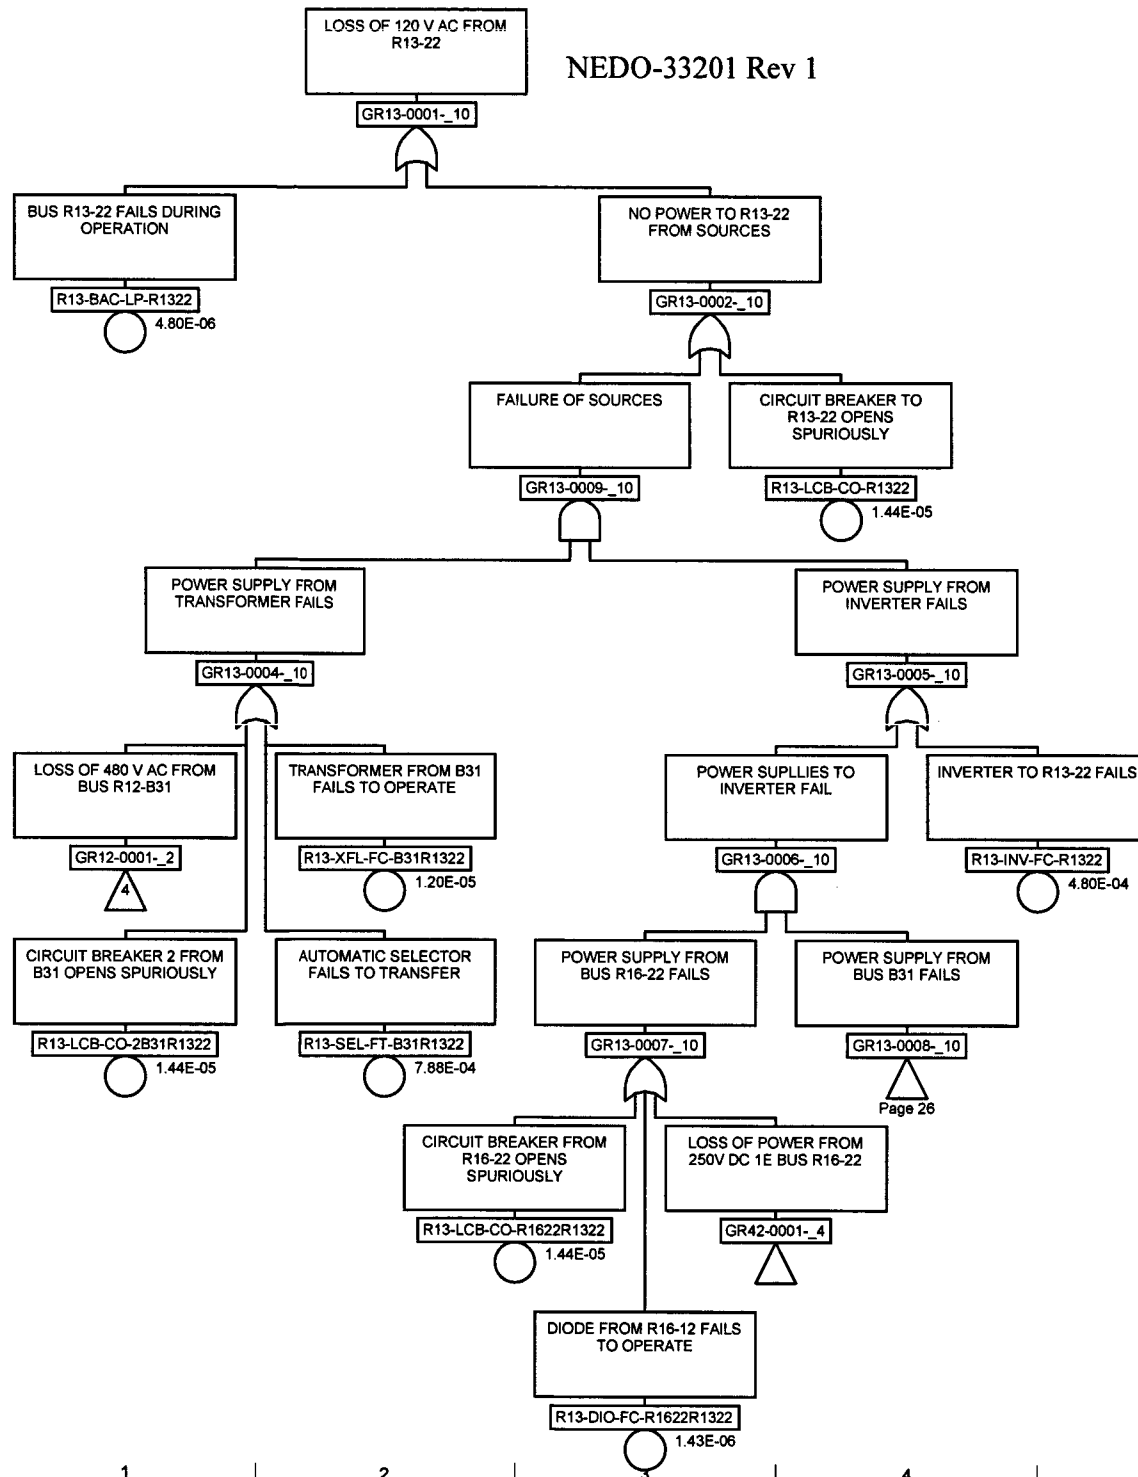 LOSS OF 120 V AC FROM
R13-22
NEDO-33201 Rev 1
GR13-0001-_10
BUS R13-22 FAILS DURING
OPERATION
NO POWER TO R13-22
FROM SOURCES
R13-BAC-LP-R1322
4.80E-06
GR13-0002-_10
FAILURE OF SOURCES
CIRCUIT BREAKER TO
R13-22 OPENS
SPURIOUSLY
GR13-0009-_10
R13-LCB-CO-R1322
1.44E-05
POWER SUPPLY FROM
TRANSFORMER FAILS
POWER SUPPLY FROM
INVERTER FAILS
GR13-0004-_10
GR13-0005-_10
LOSS OF 480 V AC FROM
BUS R12-B31
TRANSFORMER FROM B31
FAILS TO OPERATE
POWER SUPLLIES TO
INVERTER FAIL
INVERTER TO R13-22 FAILS
GR12-0001-_2
4
R13-XFL-FC-B31R1322
1.20E-05
GR13-0006-_10
R13-INV-FC-R1322
4.80E-04
CIRCUIT BREAKER 2 FROM
B31 OPENS SPURIOUSLY
AUTOMATIC SELECTOR
FAILS TO TRANSFER
POWER SUPPLY FROM
BUS R16-22 FAILS
POWER SUPPLY FROM
BUS B31 FAILS
R13-LCB-CO-2B31R1322
1.44E-05
R13-SEL-FT-B31R1322
7.88E-04
GR13-0007-_10
GR13-0008-_10
Page 26
CIRCUIT BREAKER FROM
R16-22 OPENS
SPURIOUSLY
LOSS OF POWER FROM
250V DC 1E BUS R16-22
R13-LCB-CO-R1622R1322
1.44E-05
GR42-0001-_4
DIODE FROM R16-12 FAILS
TO OPERATE
R13-DIO-FC-R1622R1322
1.43E-06
1 2 3 4